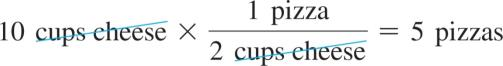 10 cups cheese × 1 pizza / 2 cups cheese = 5 pizzas